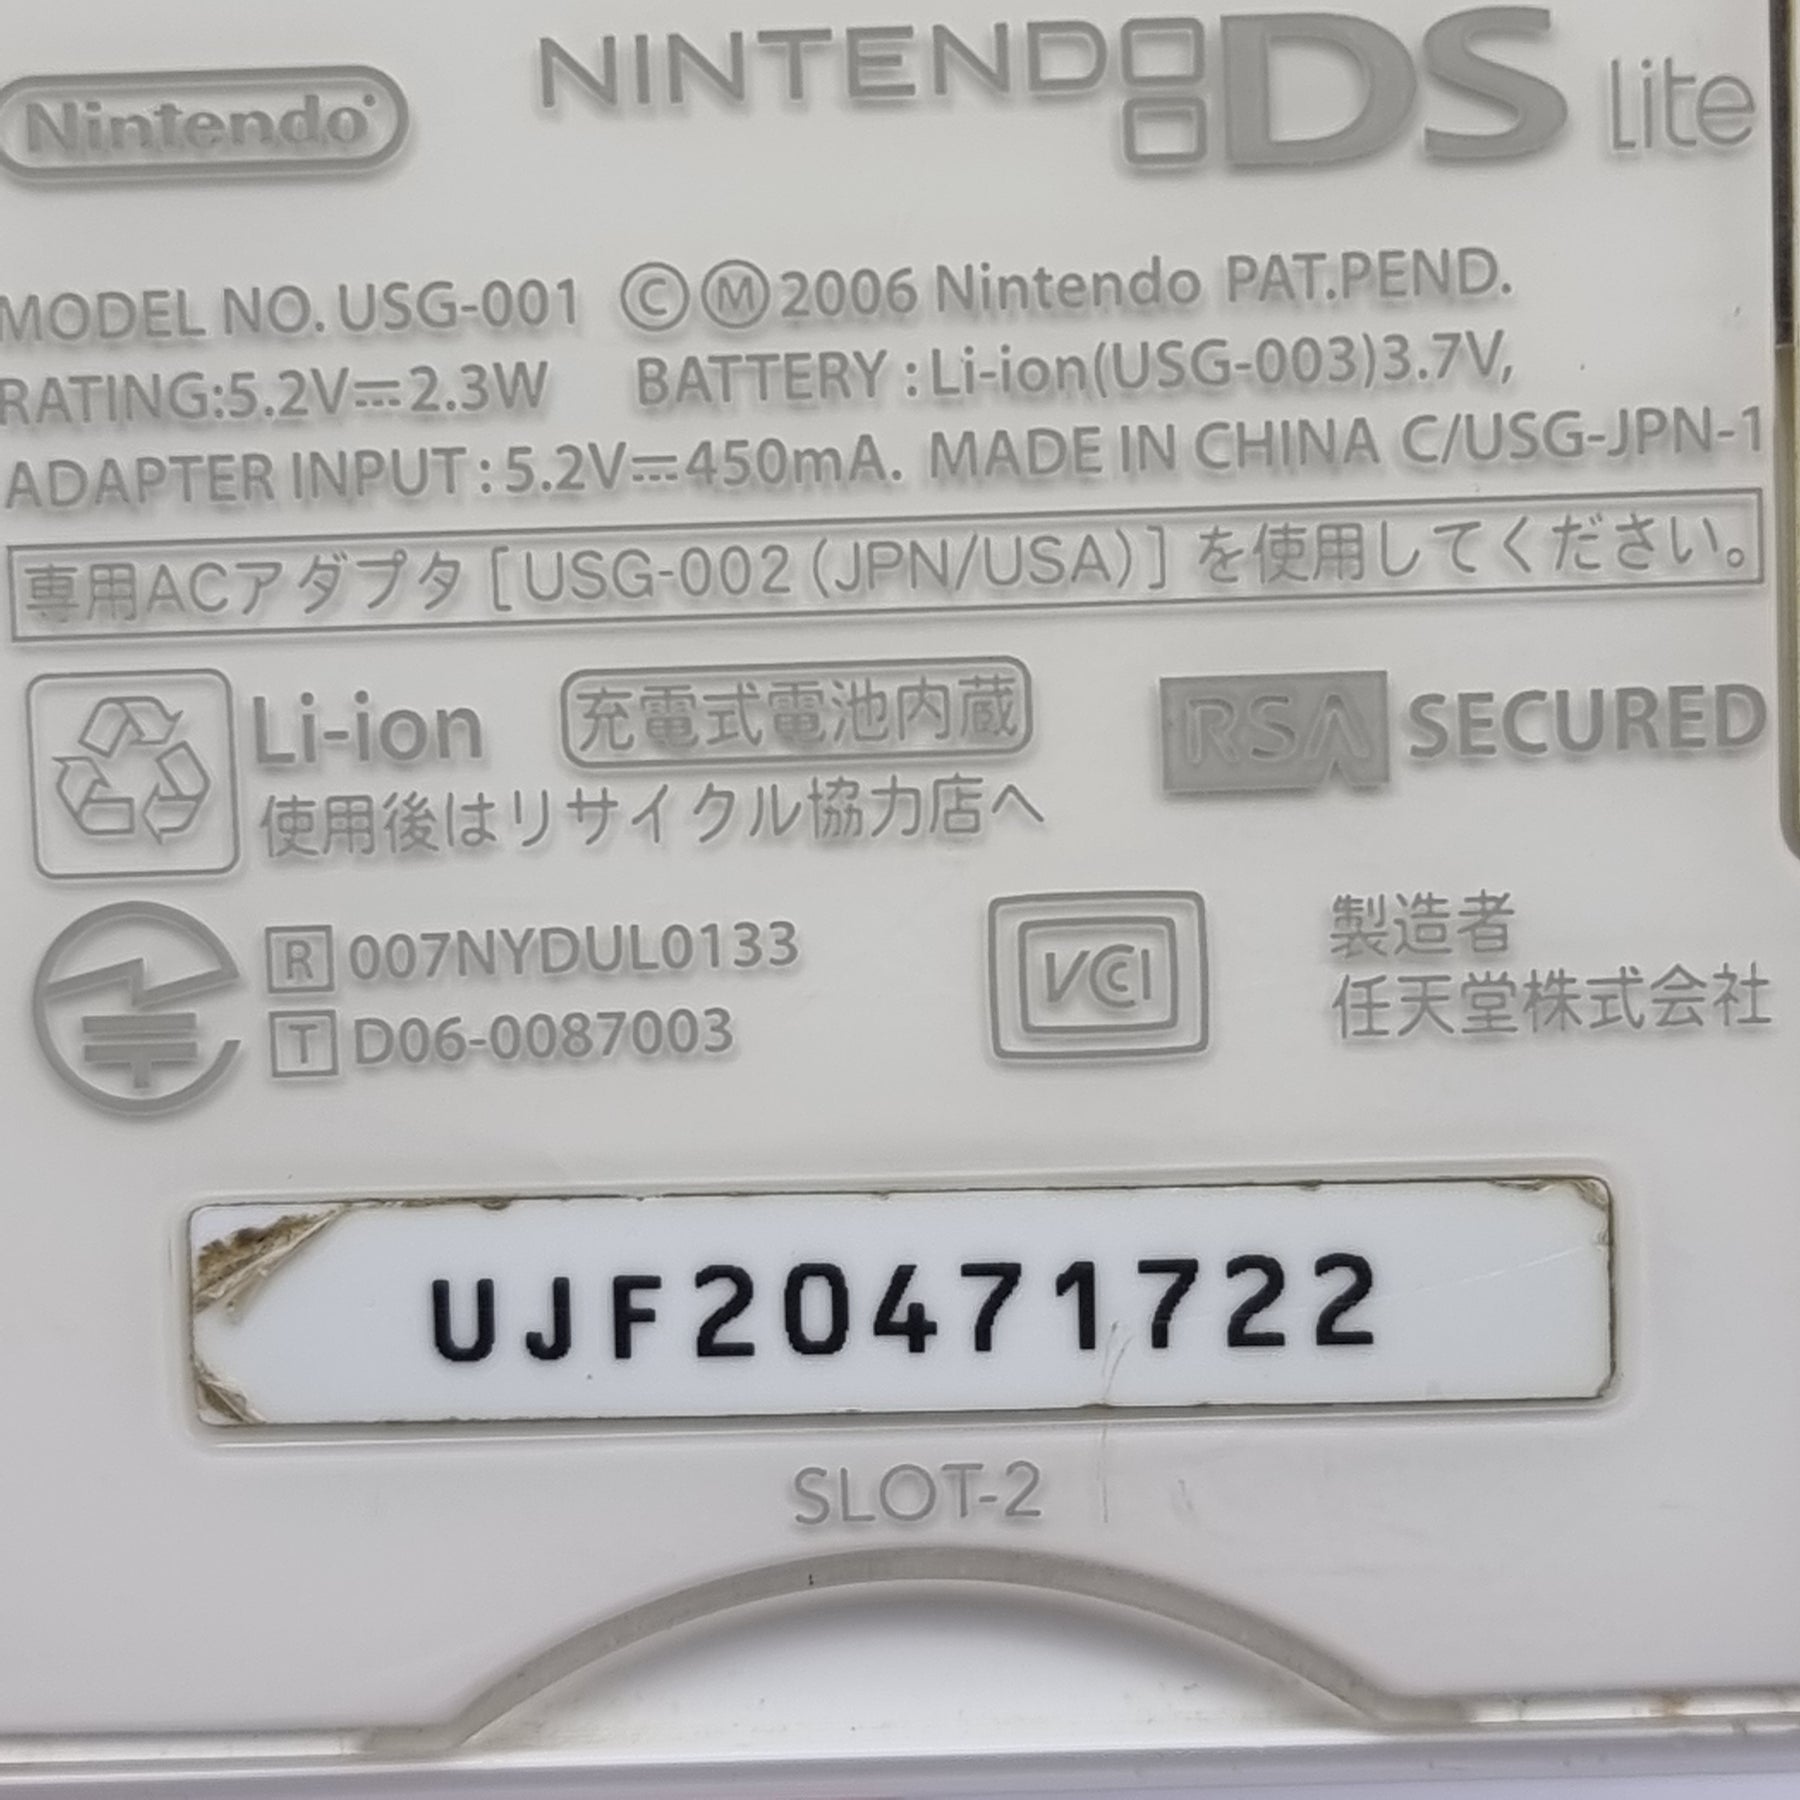 Nintendo
NINTENDO DS Lite
MODEL NO. USG-001 ©Ⓜ2006 Nintendo PAT.PEND.
RATING:5.2V⎓2.3W BATTERY : Li-ion(USG-003)3.7V,
ADAPTER INPUT : 5.2V⎓450mA. MADE IN CHINA C/USG-JPN-1
専用ACアダプタ [USG-002 (JPN/USA)] を使用してください。
Li-ion 充電式電池内蔵
使用後はリサイクル協力店へ
RSA SECURED
R 007NYDUL0133
T D06-0087003
VCCI
製造者
任天堂株式会社
UJF20471722
SLOT-2